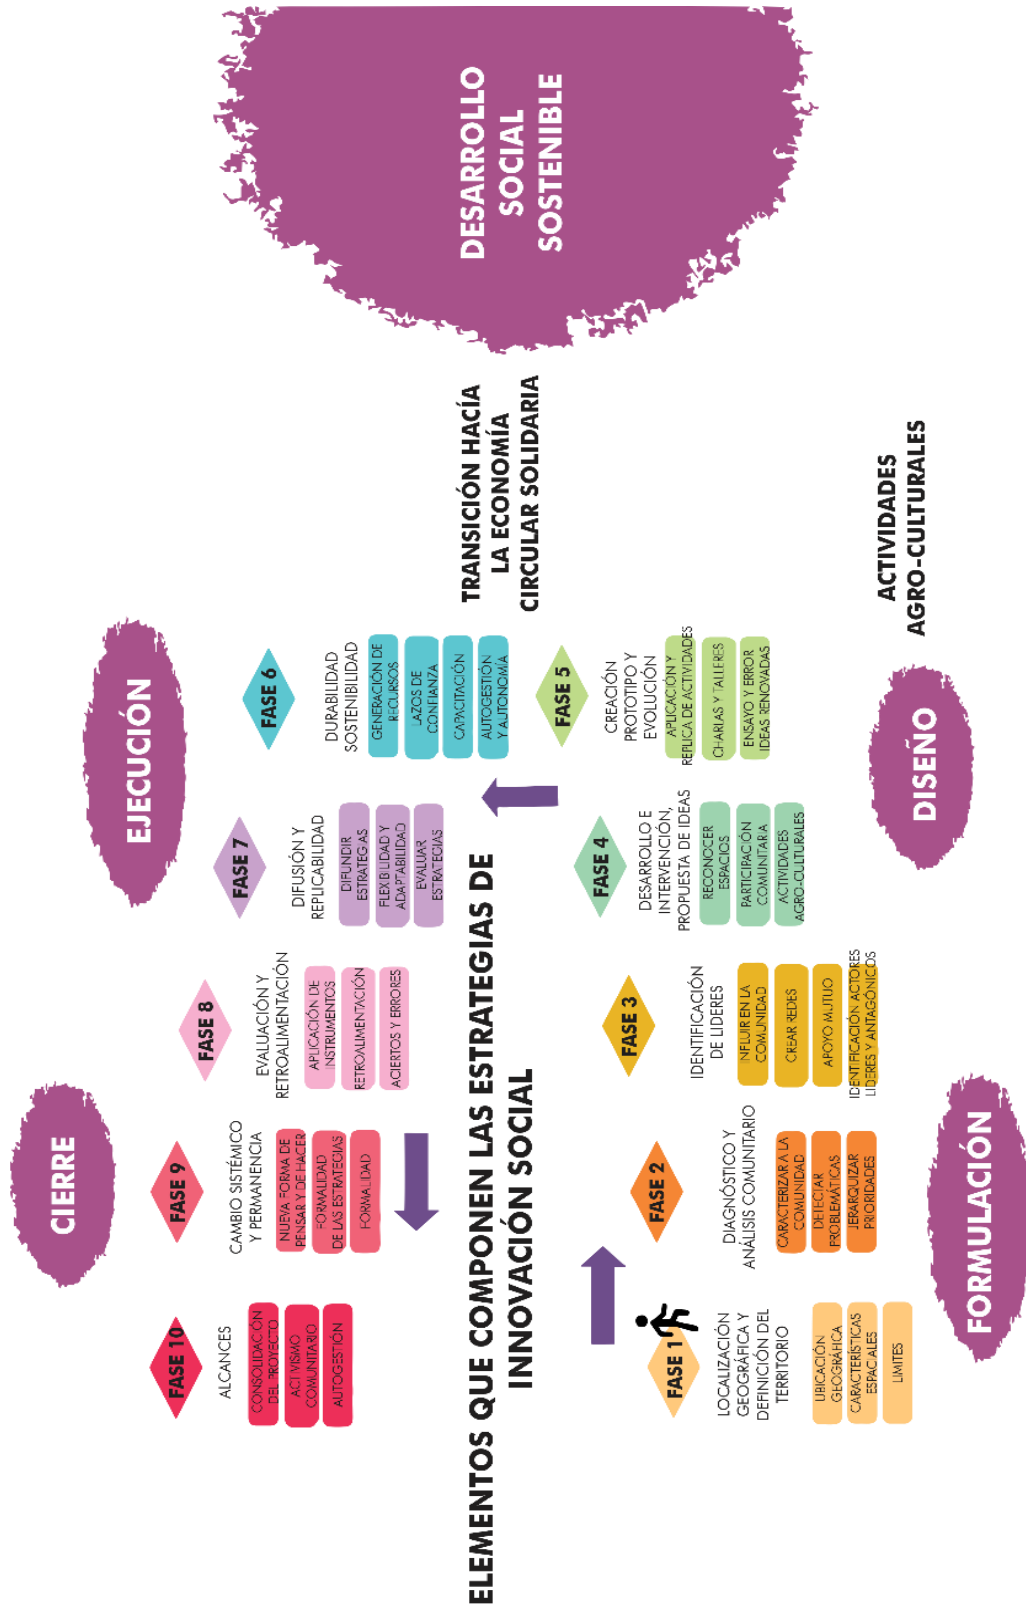 CIERRE
EJECUCIÓN
FASE 10
ALCANCES
CONSOLIDACIÓN
DEL PROYECTO
ACTIVISMO
COMUNITARIO
AUTOGESTIÓN
FASE 9
CAMBIO SISTÉMICO
Y PERMANENCIA
NUEVA FORMA DE
PENSAR Y DE HACER
FORMALIDAD
DE LAS ESTRATEGIAS
FORMALIDAD
FASE 8
EVALUACIÓN Y
RETROALIMENTACIÓN
APLICACIÓN DE
INSTRUMENTOS
RETROALIMENTACIÓN
ACIERTOS Y ERRORES
FASE 7
DIFUSIÓN Y
REPLICABILIDAD
DIFUNDIR
ESTRATEGIAS
FLEXIBILIDAD Y
ADAPTABILIDAD
EVALUAR
ESTRATEGIAS
FASE 6
DURABILIDAD
SOSTENIBILIDAD
GENERACIÓN DE
RECURSOS
LAZOS DE
CONFIANZA
CAPACITACIÓN
AUTOGESTIÓN
Y AUTONOMÍA
ELEMENTOS QUE COMPONEN LAS ESTRATEGIAS DE
INNOVACIÓN SOCIAL
TRANSICIÓN HACÍA
LA ECONOMÍA
CIRCULAR SOLIDARIA
DESARROLLO
SOCIAL
SOSTENIBLE
FASE 1
LOCALIZACIÓN
GEOGRÁFICA Y
DEFINICIÓN DEL
TERRITORIO
UBICACIÓN
GEOGRÁFICA
CARACTERÍSTICAS
ESPACIALES
LIMITES
FASE 2
DIAGNÓSTICO Y
ANÁLISIS COMUNITARIO
CARACTERIZAR A LA
COMUNIDAD
DETECTAR
PROBLEMÁTICAS
JERARQUIZAR
PRIORIDADES
FASE 3
IDENTIFICACIÓN
DE LIDERES
INFLUIR EN LA
COMUNIDAD
CREAR REDES
APOYO MUTUO
IDENTIFICACIÓN ACTORES
LIDERES Y ANTAGÓNICOS
FASE 4
DESARROLLO E
INTERVENCIÓN,
PROPUESTA DE IDEAS
RECONOCER
ESPACIOS
PARTICIPACIÓN
COMUNITARIA
ACTIVIDADES
AGRO-CULTURALES
FASE 5
CREACIÓN
PROTOTIPO Y
EVOLUCIÓN
APLICACIÓN Y
REPLICA DE ACTIVIDADES
CHARLAS Y TALLERES
ENSAYO Y ERROR
IDEAS RENOVADAS
FORMULACIÓN
DISEÑO
ACTIVIDADES
AGRO-CULTURALES